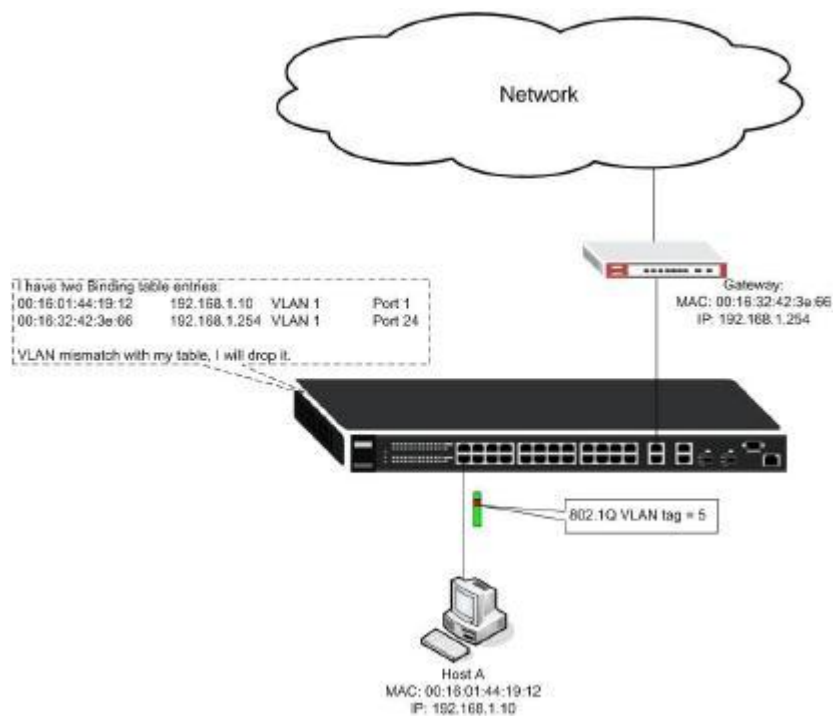 Network
I have two Binding table entries:
00:16:01:44:19:12 192.168.1.10 VLAN 1 Port 1
00:16:32:42:3e:66 192.168.1.254 VLAN 1 Port 24
VLAN mismatch with my table, I will drop it.
Gateway:
MAC: 00:16:32:42:3e:66
IP: 192.168.1.254
802.1Q VLAN tag = 5
Host A
MAC: 00:16:01:44:19:12
IP: 192.168.1.10